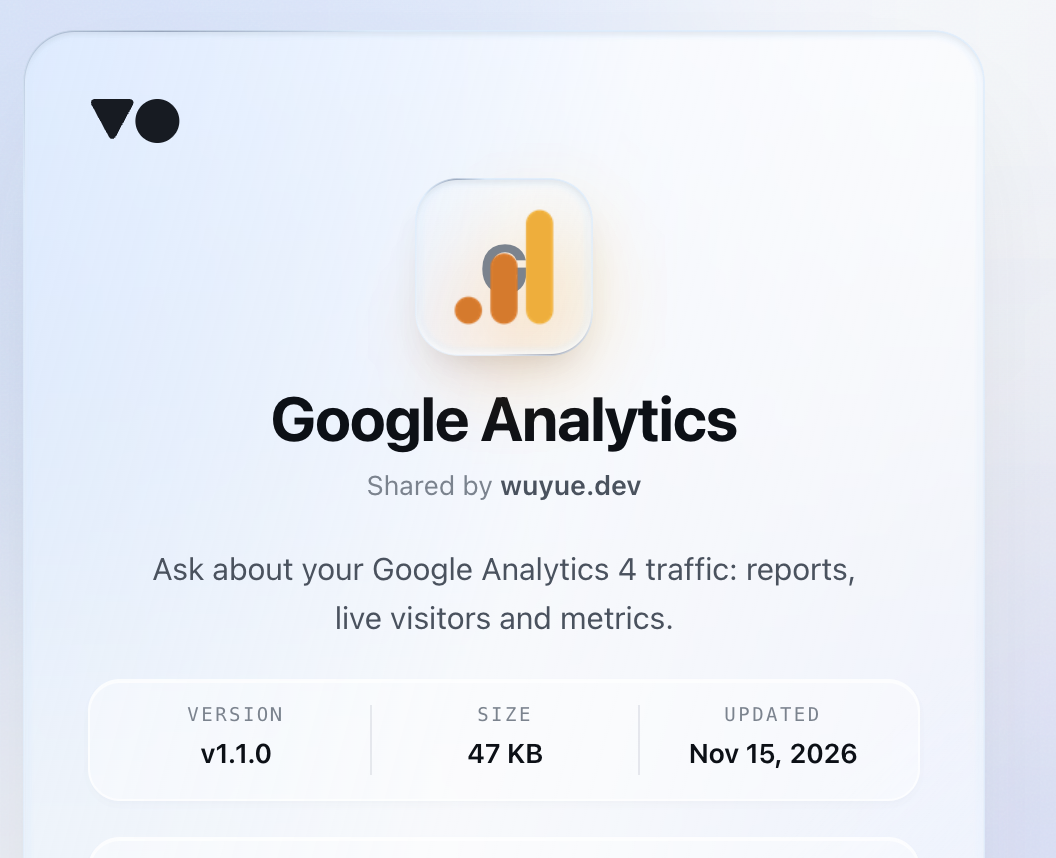 G
Google Analytics
Shared by wuyue.dev
Ask about your Google Analytics 4 traffic: reports,
live visitors and metrics.
VERSION SIZE UPDATED
v1.1.0 47 KB Nov 15, 2026